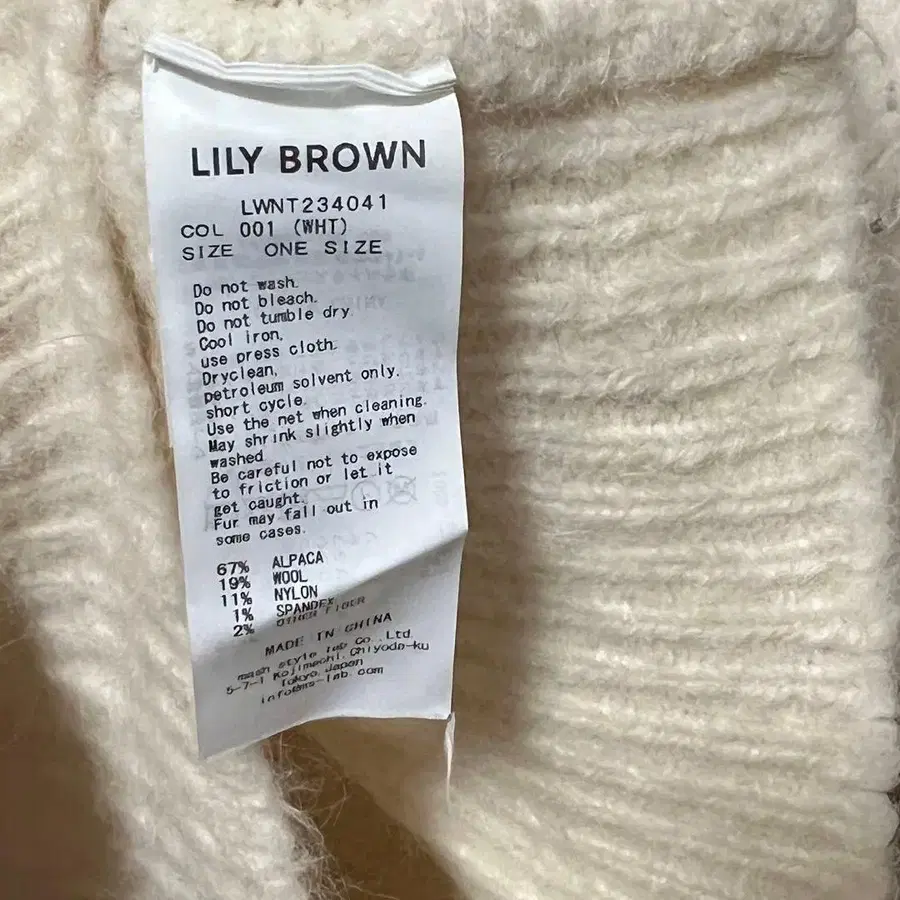 LILY BROWN
LWNT234041
COL 001 (WHT)
SIZE ONE SIZE
Do not wash.
Do not bleach.
Do not tumble dry.
Cool iron,
use press cloth.
Dryclean,
petroleum solvent only.
short cycle.
Use the net when cleaning.
May shrink slightly when
washed
Be careful not to expose
to friction or let it
get caught.
Fur may fall out in
some cases.
67% ALPACA
19% WOOL
11% NYLON
1% SPANDEX
2% OTHER FIBER
MADE IN CHINA
mash style lab Co.,Ltd.
5-7-1 Kojimachi,Chiyoda-ku
Tokyo,Japan